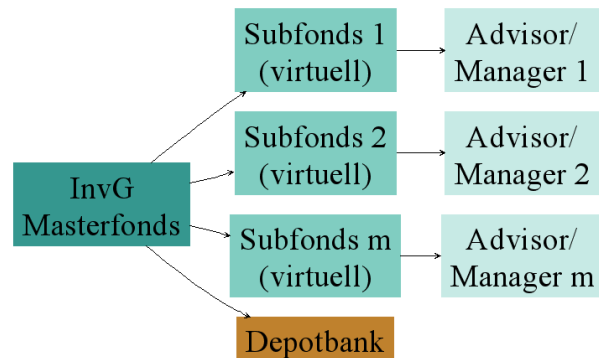 Subfonds 1
(virtuell)
Advisor/
Manager 1
Subfonds 2
(virtuell)
Advisor/
Manager 2
InvG
Masterfonds
Subfonds m
(virtuell)
Advisor/
Manager m
Depotbank